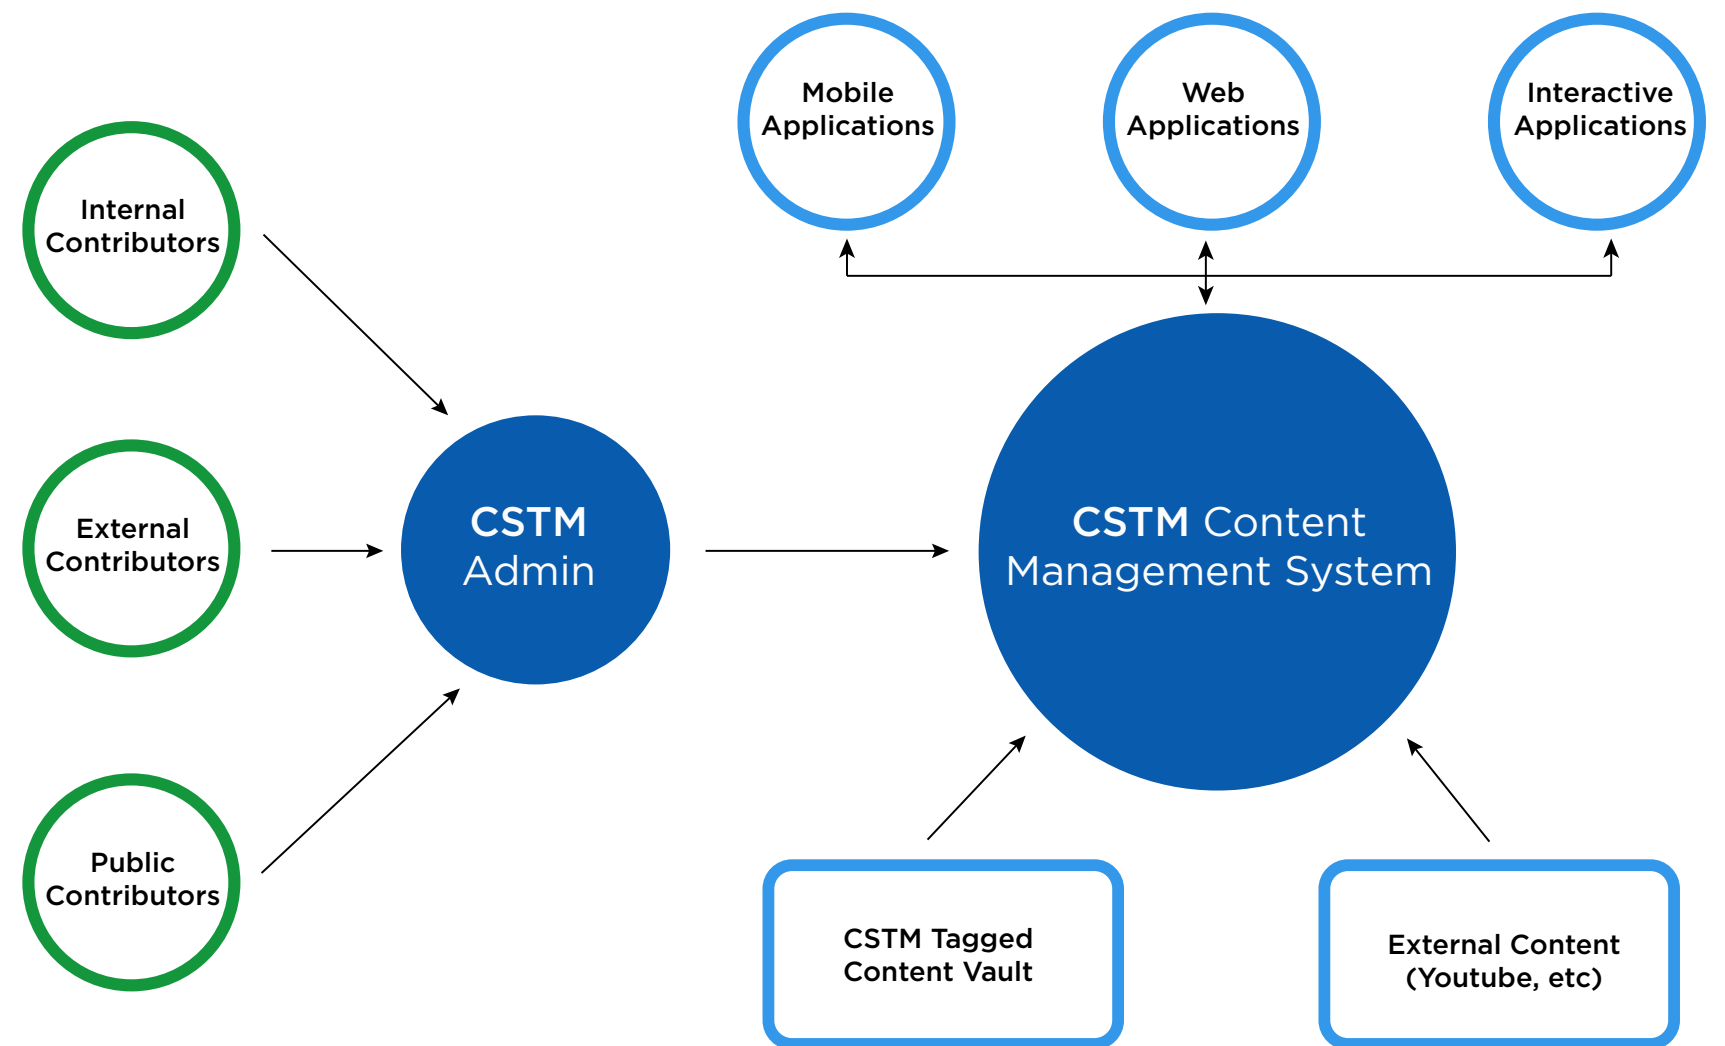 Mobile
Applications
Web
Applications
Interactive
Applications
Internal
Contributors
External
Contributors
Public
Contributors
CSTM
Admin
CSTM Content
Management System
CSTM Tagged
Content Vault
External Content
(Youtube, etc)